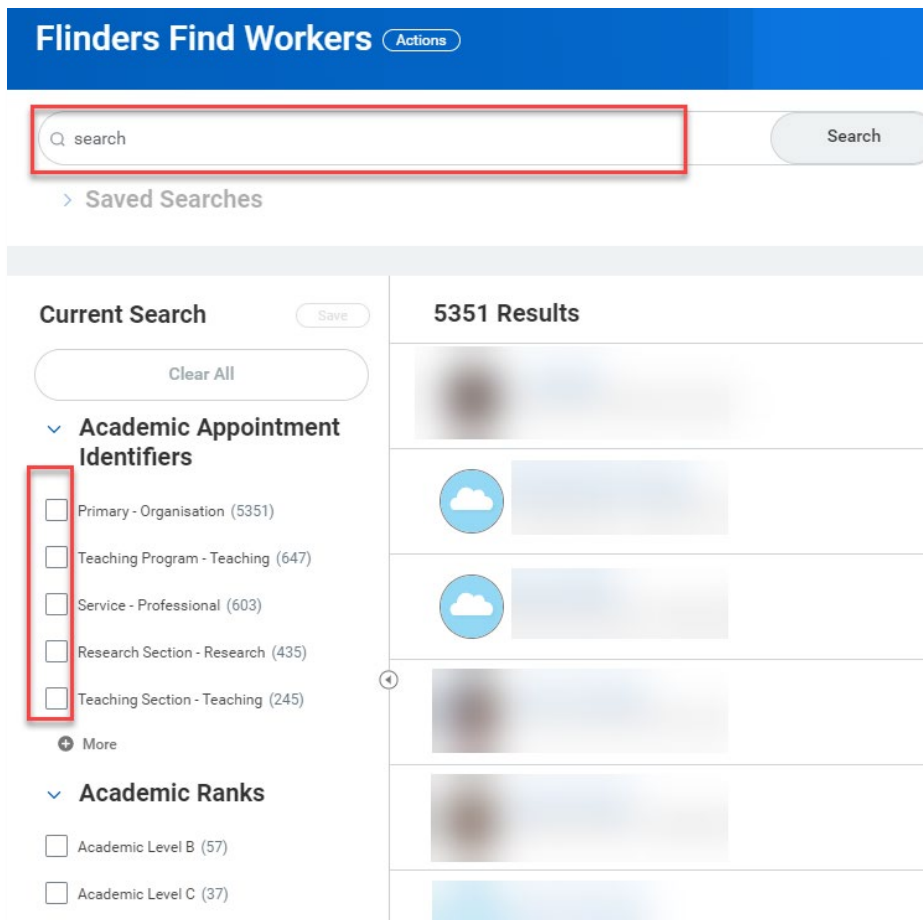 Flinders Find Workers Actions
search
Search
Saved Searches
Current Search
Save
Clear All
Academic Appointment
Identifiers
Primary - Organisation (5351)
Teaching Program - Teaching (647)
Service - Professional (603)
Research Section - Research (435)
Teaching Section - Teaching (245)
More
Academic Ranks
Academic Level B (57)
Academic Level C (37)
5351 Results